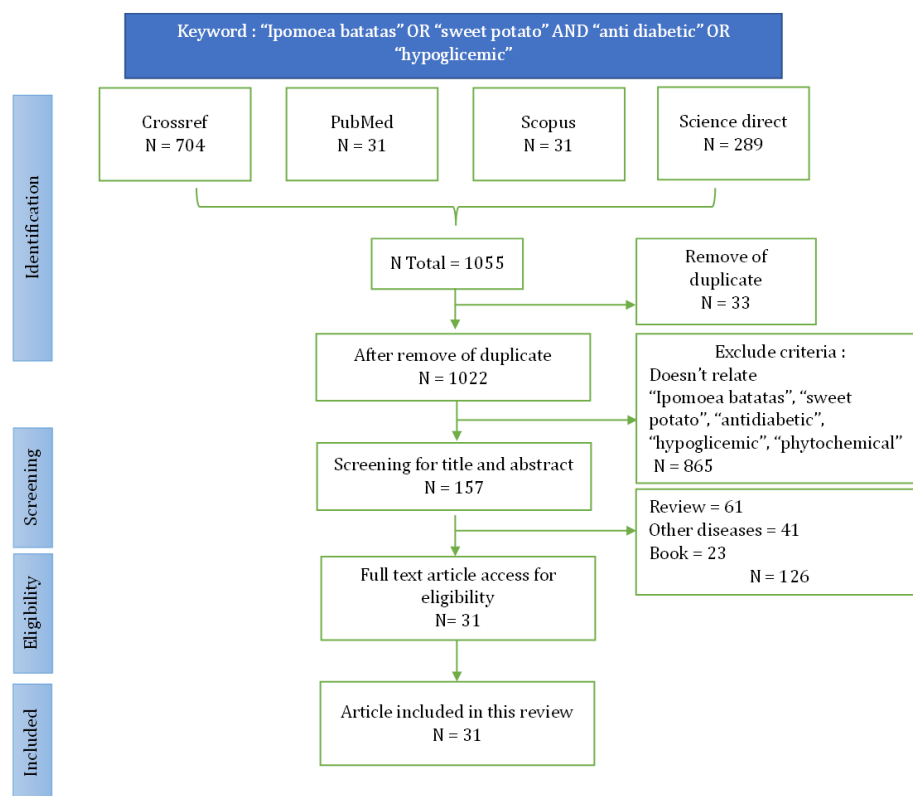 Keyword : “Ipomoea batatas” OR “sweet potato” AND “anti diabetic” OR
“hypoglicemic”
Identification
Crossref
N = 704
PubMed
N = 31
Scopus
N = 31
Science direct
N = 289
N Total = 1055
Remove of
duplicate
N = 33
After remove of duplicate
N = 1022
Exclude criteria :
Doesn’t relate
“Ipomoea batatas”, “sweet
potato”, “antidiabetic”,
“hypoglicemic”, “phytochemical”
N = 865
Screening
Screening for title and abstract
N = 157
Review = 61
Other diseases = 41
Book = 23
N = 126
Eligibility
Full text article access for
eligibility
N= 31
Included
Article included in this review
N = 31